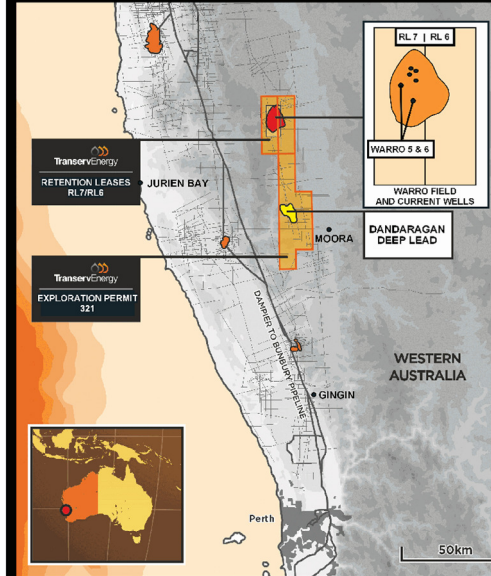 RL 7 | RL 6
WARRO 5 & 6
WARRO FIELD
AND CURRENT WELLS
TranservEnergy
RETENTION LEASES
RL7/RL6
JURIEN BAY
MOORA
DANDARAGAN
DEEP LEAD
TranservEnergy
EXPLORATION PERMIT
321
DAMPIER TO BUNBURY PIPELINE
WESTERN
AUSTRALIA
GINGIN
Perth
50km